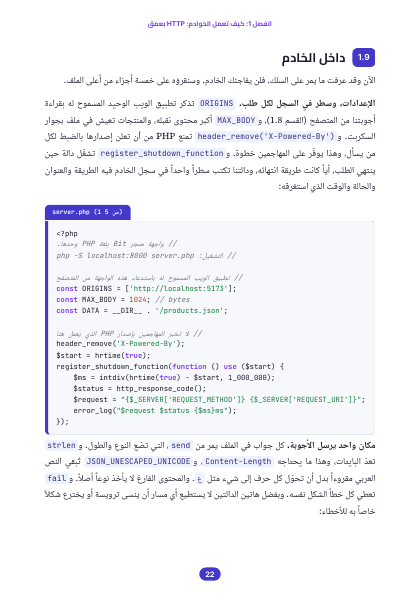 الفصل 1: كيف تعمل الخوادم: HTTP بعمق
1.9 داخل الخادم
الآن وقد عرفت ما يمر على السلك، فلن يفاجئك الخادم. وسنقرؤه على خمسة أجزاء من أعلى الملف.
الإعدادات، وسطر في السجل لكل طلب. ORIGINS تذكر تطبيق الويب الوحيد المسموح له بقراءة
أجوبتنا من المتصفح (القسم 1.8)، و MAX_BODY أكبر محتوى نقبله، والمنتجات تعيش في ملف بجوار
السكربت. و header_remove('X-Powered-By') تمنع PHP من أن تعلن إصدارها بالضبط لكل
من يسأل، وهذا يوفّر على المهاجمين خطوة. و register_shutdown_function تشغّل دالة حين
ينتهي الطلب، أياً كانت طريقة انتهائه، ودالتنا تكتب سطراً واحداً في سجل الخادم فيه الطريقة والعنوان
والحالة والوقت الذي استغرقه:
server.php (1 من 5)
<?php
// واجهة متجر Bit بلغة PHP وحدها.
// التشغيل: php -S localhost:8000 server.php
// تطبيق الويب المسموح له باستدعاء هذه الواجهة من المتصفح
const ORIGINS = ['http://localhost:5173'];
const MAX_BODY = 1024; // bytes
const DATA = __DIR__ . '/products.json';
// لا تخبر المهاجمين بإصدار PHP الذي يعمل هنا
header_remove('X-Powered-By');
$start = hrtime(true);
register_shutdown_function(function () use ($start) {
$ms = intdiv(hrtime(true) - $start, 1_000_000);
$status = http_response_code();
$request = "{$_SERVER['REQUEST_METHOD']} {$_SERVER['REQUEST_URI']}";
error_log("$request $status {$ms}ms");
});
مكان واحد يرسل الأجوبة. كل جواب في الملف يمر من send، التي تضع النوع والطول. و strlen
تعدّ البايتات، وهذا ما يحتاجه Content-Length، و JSON_UNESCAPED_UNICODE تُبقي النص
العربي مقروءاً بدل أن تحوّل كل حرف إلى شيء مثل ع. والمحتوى الفارغ لا يأخذ نوعاً أصلاً. و fail
تعطي كل خطأ الشكل نفسه. وبفضل هاتين الدالتين لا يستطيع أي مسار أن ينسى ترويسة أو يخترع شكلاً
خاصاً به للأخطاء:
22